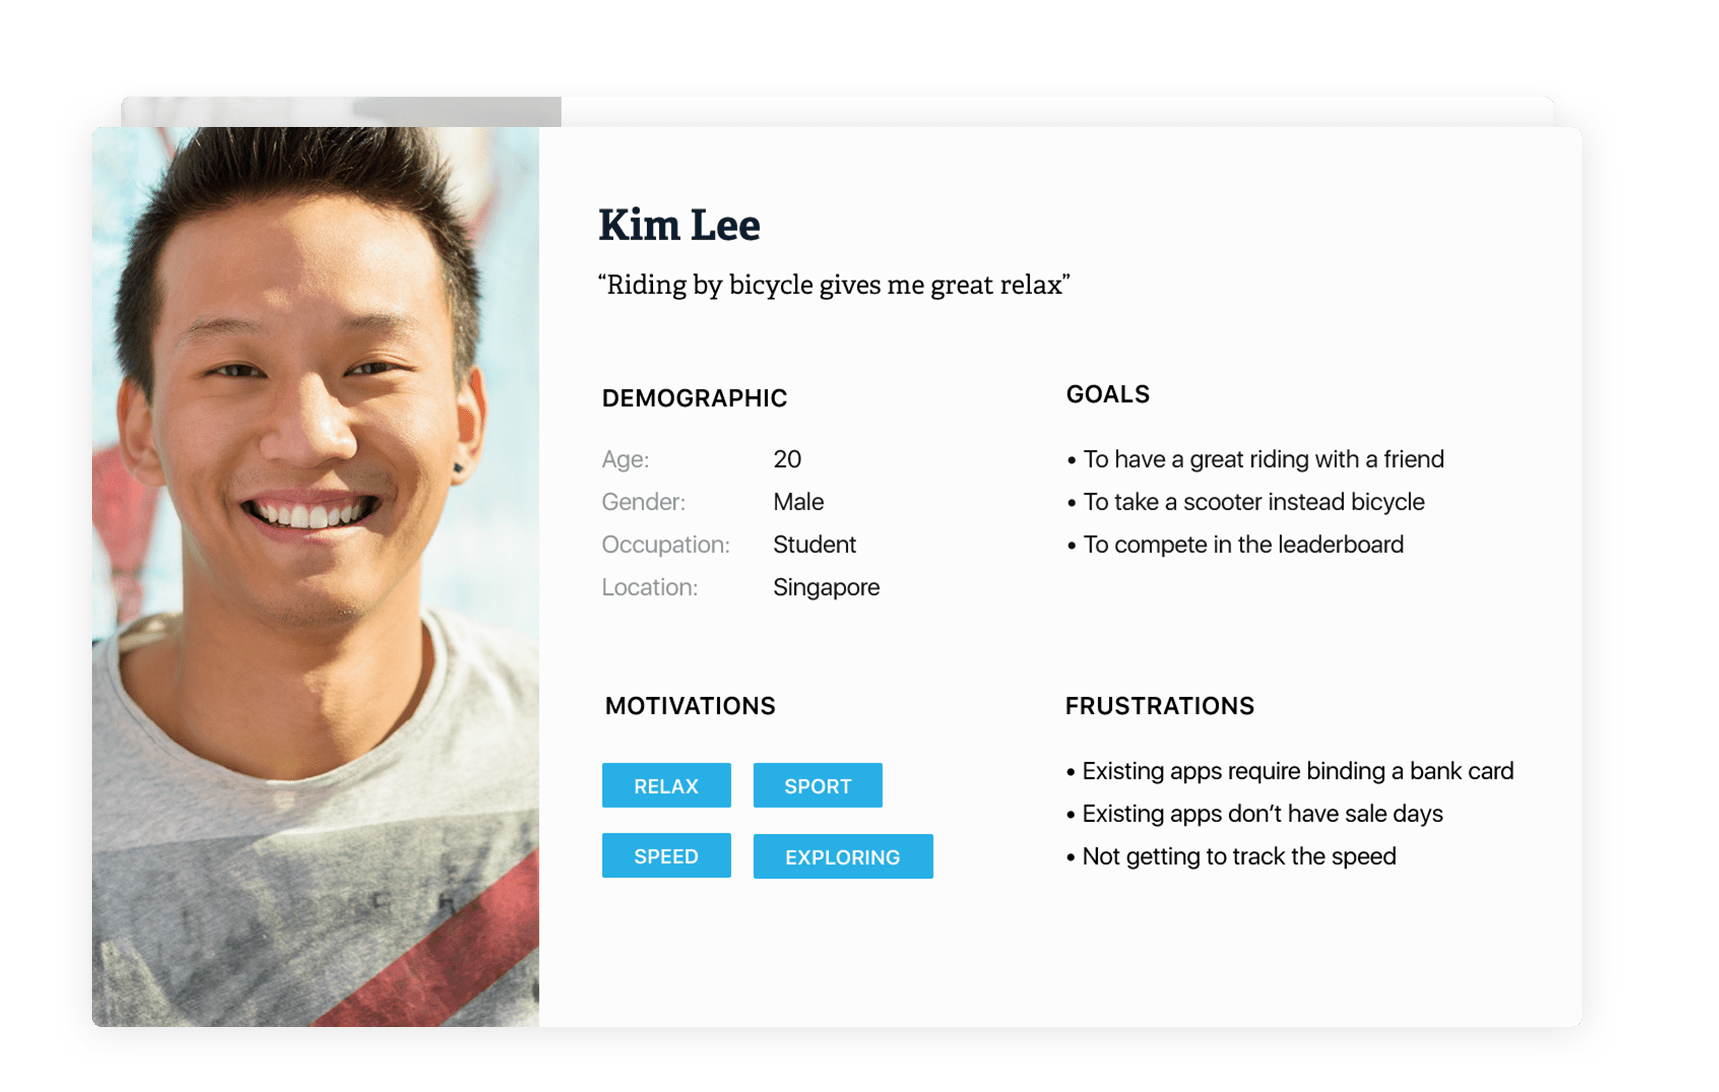 Kim Lee
“Riding by bicycle gives me great relax”
DEMOGRAPHIC
Age: 20
Gender: Male
Occupation: Student
Location: Singapore
GOALS
• To have a great riding with a friend
• To take a scooter instead bicycle
• To compete in the leaderboard
MOTIVATIONS
RELAX SPORT
SPEED EXPLORING
FRUSTRATIONS
• Existing apps require binding a bank card
• Existing apps don’t have sale days
• Not getting to track the speed